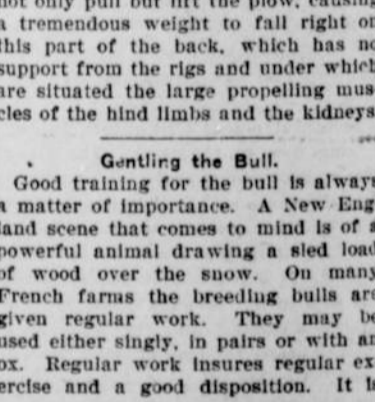 not only pull but lift the plow, causing
a tremendous weight to fall right on
this part of the back, which has no
support from the rigs and under which
are situated the large propelling mus
cles of the hind limbs and the kidneys
Gentling the Bull.
Good training for the bull is always
a matter of importance. A New Eng
land scene that comes to mind is of a
powerful animal drawing a sled load
of wood over the snow. On many
French farms the breeding bulls are
given regular work. They may be
used either singly, in pairs or with an
ox. Regular work insures regular ex
ercise and a good disposition. It is